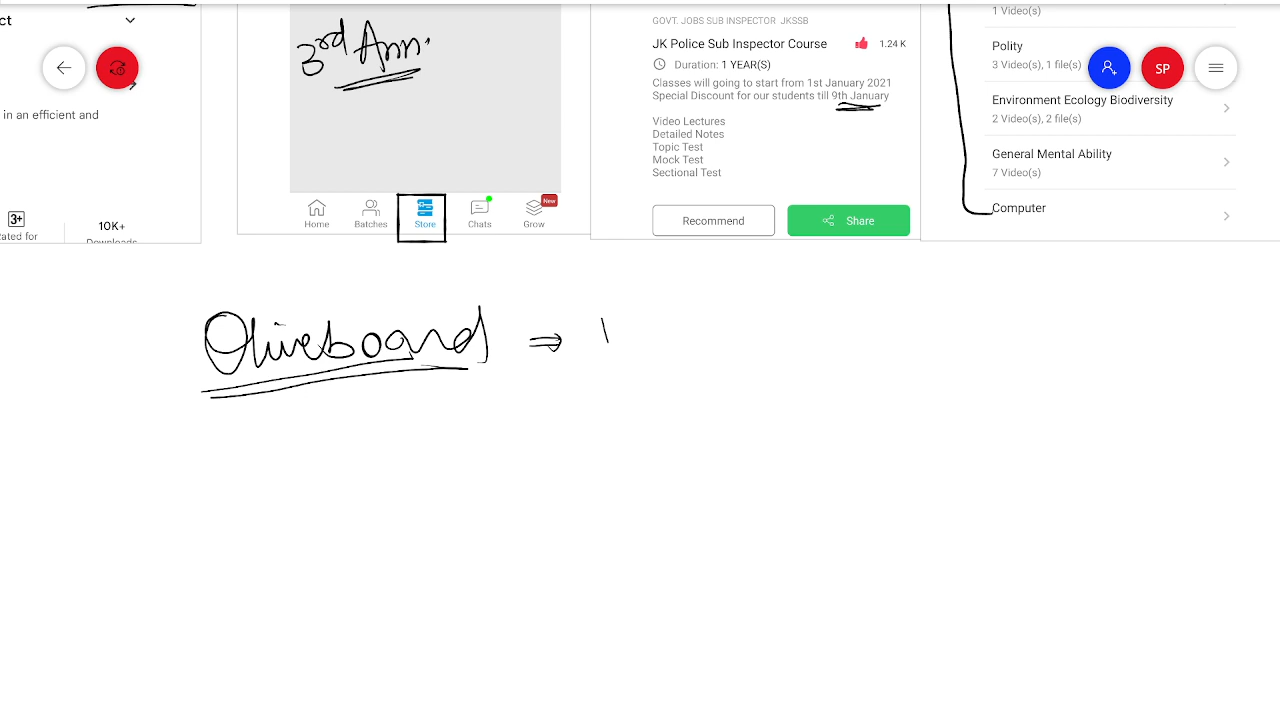 ct
in an efficient and
3+
Rated for
10K+
Downloads
3rd Ann.
Home
Batches
Store
Chats
New
Grow
GOVT. JOBS SUB INSPECTOR JKSSB
JK Police Sub Inspector Course
1.24 K
Duration: 1 YEAR(S)
Classes will going to start from 1st January 2021
Special Discount for our students till 9th January
Video Lectures
Detailed Notes
Topic Test
Mock Test
Sectional Test
Recommend
Share
1 Video(s)
Polity
3 Video(s), 1 file(s)
SP
Environment Ecology Biodiversity
2 Video(s), 2 file(s)
General Mental Ability
7 Video(s)
Computer
Oliveboard ⇒